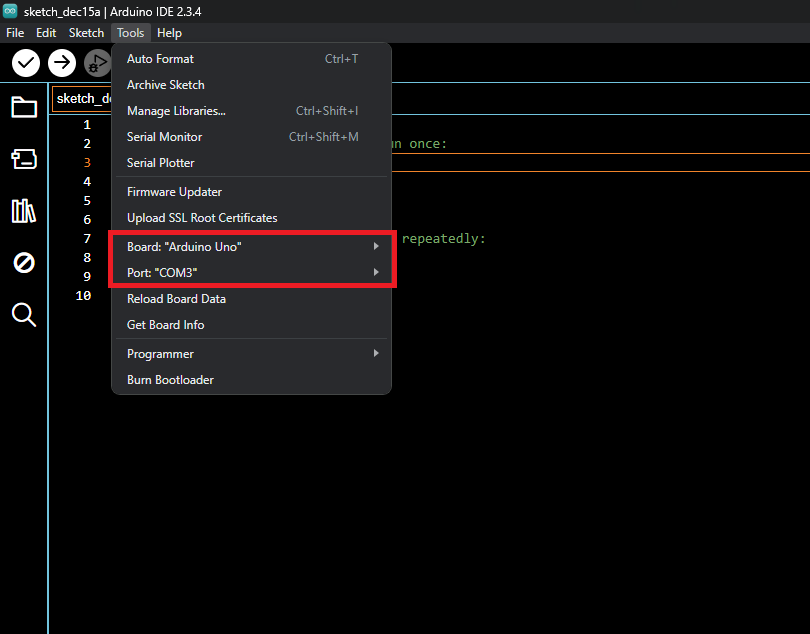 sketch_dec15a | Arduino IDE 2.3.4
File Edit Sketch Tools Help
Auto Format Ctrl+T
Archive Sketch
Manage Libraries... Ctrl+Shift+I
Serial Monitor Ctrl+Shift+M
Serial Plotter
Firmware Updater
Upload SSL Root Certificates
Board: "Arduino Uno"
Port: "COM3"
Reload Board Data
Get Board Info
Programmer
Burn Bootloader
1
2 once:
3
4
5
6
7 repeatedly:
8
9
10